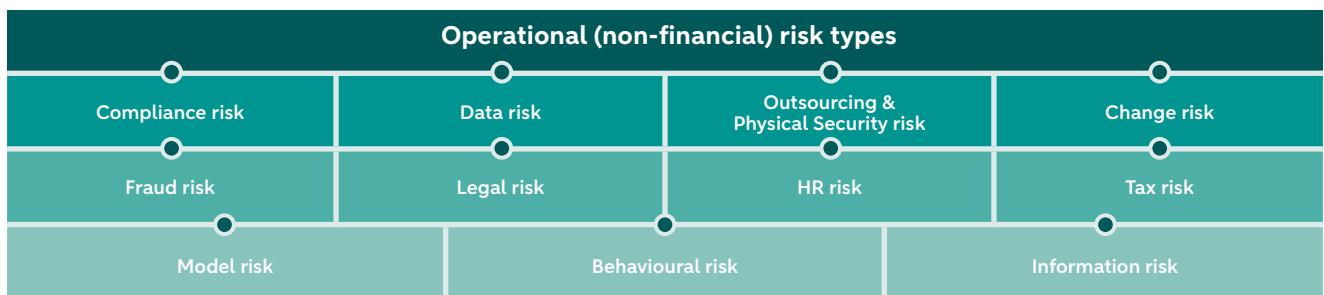 Operational (non-financial) risk types
Compliance risk
Data risk
Outsourcing &
Physical Security risk
Change risk
Fraud risk
Legal risk
HR risk
Tax risk
Model risk
Behavioural risk
Information risk